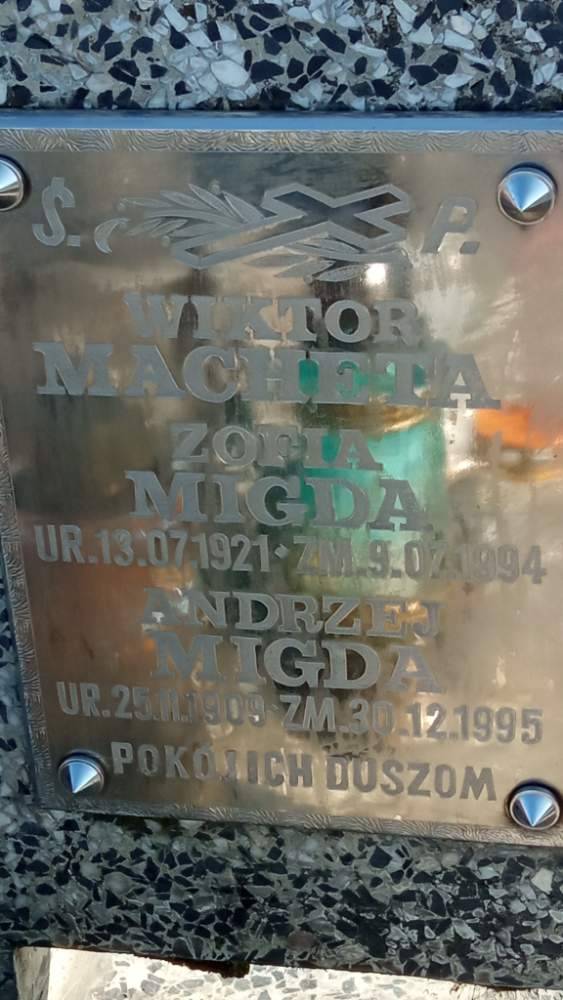 Ś. P.
WIKTOR
MACHETA
ZOFIA
MIGDA
UR.13.07.1921·ZM.9.07.1994
ANDRZEJ
MIGDA
UR.25.11.1909·ZM.30.12.1995
POKÓJ ICH DUSZOM